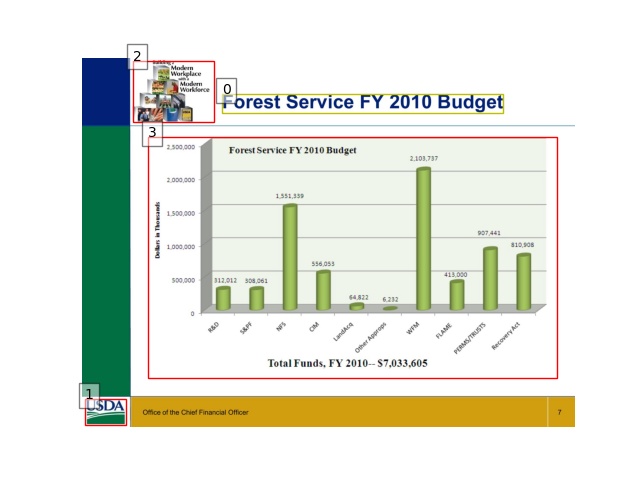 2
Building a
Modern
Workplace
with a
Modern
Workforce
0
Forest Service FY 2010 Budget
3
Forest Service FY 2010 Budget
Dollars in Thousands
2,500,000
2,000,000
1,500,000
1,000,000
500,000
0
312,012
308,061
1,551,339
556,053
64,822
6,232
2,103,737
413,000
907,441
810,908
R&D
S&PF
NFS
CIM
LandAcq
Other Approps
WFM
FLAME
PERMS/TRUSTS
Recovery Act
Total Funds, FY 2010-- $7,033,605
1
USDA
Office of the Chief Financial Officer
7